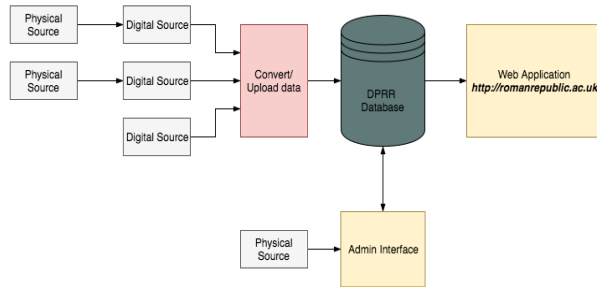 Physical
Source
Digital Source
Physical
Source
Digital Source
Digital Source
Convert/
Upload data
DPRR
Database
Web Application
http://romanrepublic.ac.uk
Physical
Source
Admin Interface